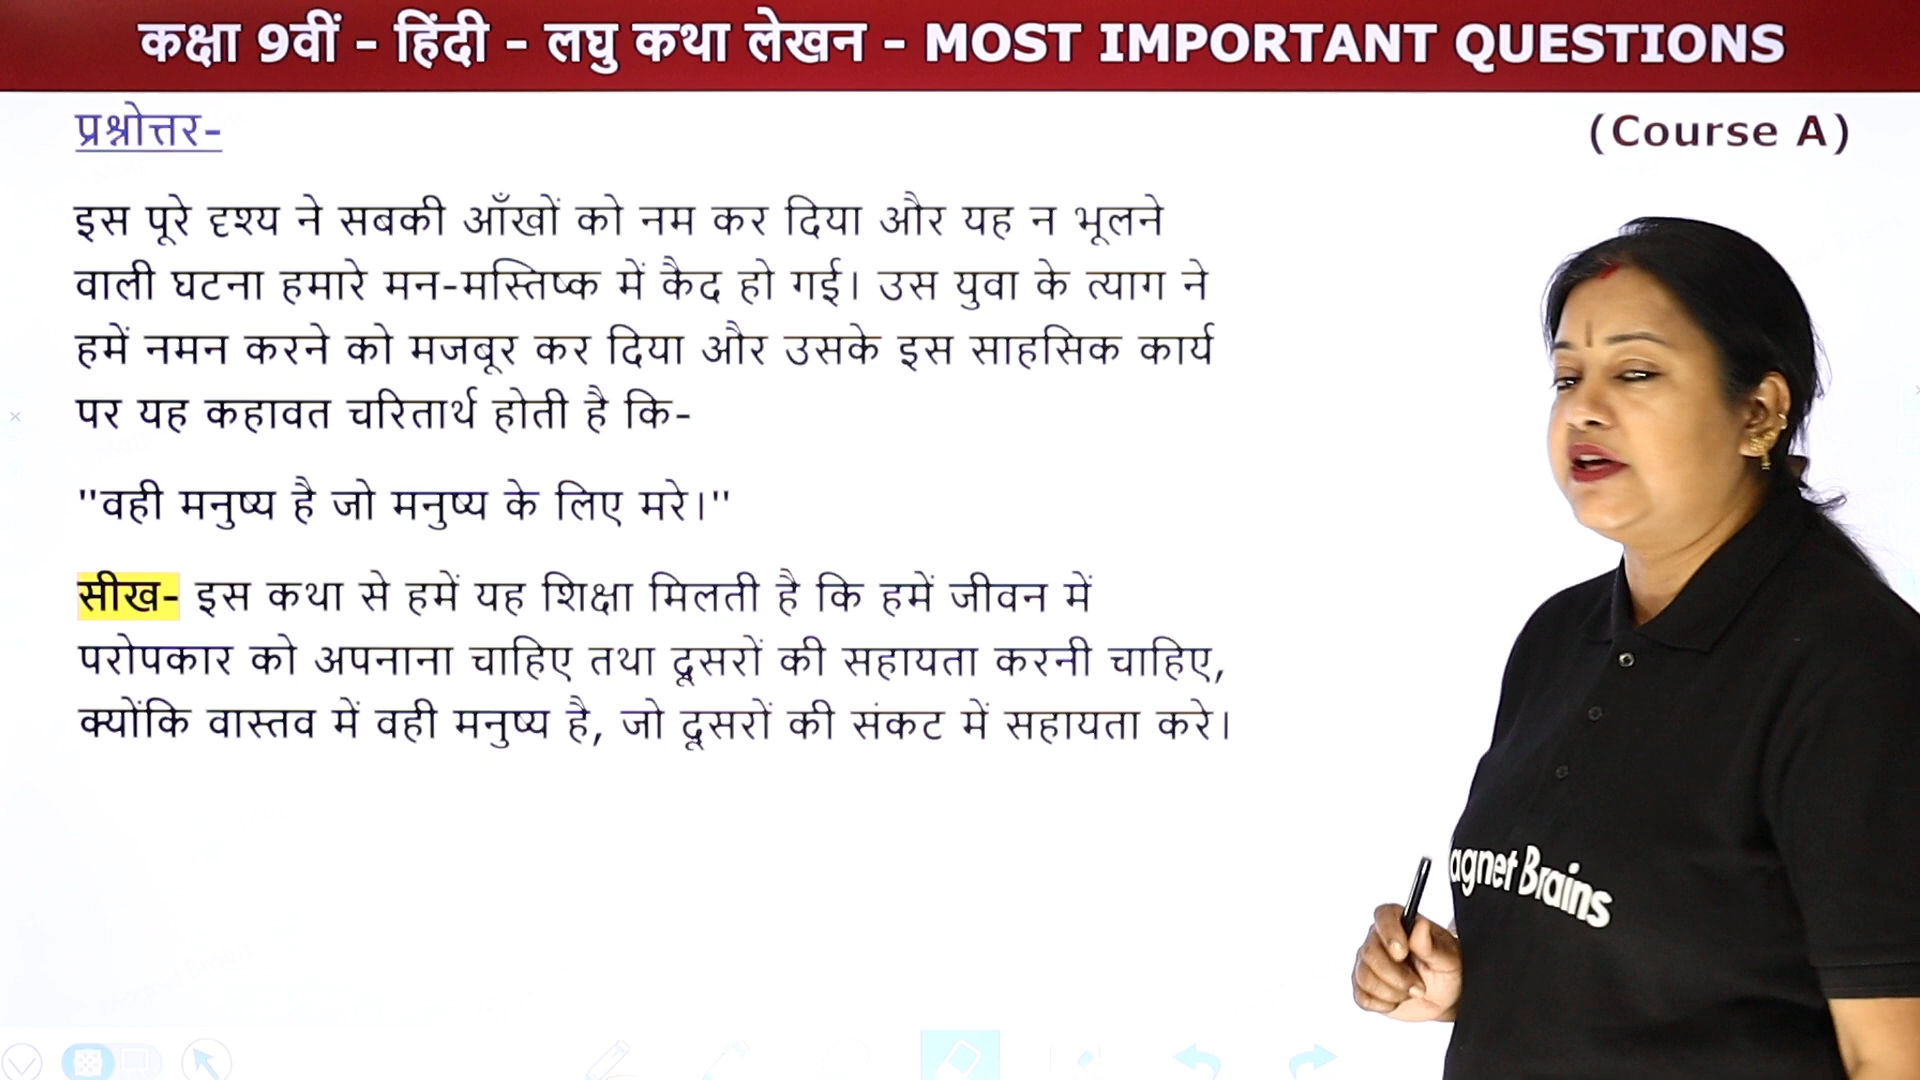 कक्षा 9वीं - हिंदी - लघु कथा लेखन - MOST IMPORTANT QUESTIONS
प्रश्नोत्तर-
(Course A)
इस पूरे दृश्य ने सबकी आँखों को नम कर दिया और यह न भूलने
वाली घटना हमारे मन-मस्तिष्क में कैद हो गई। उस युवा के त्याग ने
हमें नमन करने को मजबूर कर दिया और उसके इस साहसिक कार्य
पर यह कहावत चरितार्थ होती है कि-
"वही मनुष्य है जो मनुष्य के लिए मरे।"
सीख- इस कथा से हमें यह शिक्षा मिलती है कि हमें जीवन में
परोपकार को अपनाना चाहिए तथा दूसरों की सहायता करनी चाहिए,
क्योंकि वास्तव में वही मनुष्य है, जो दूसरों की संकट में सहायता करे।
agnet Brains